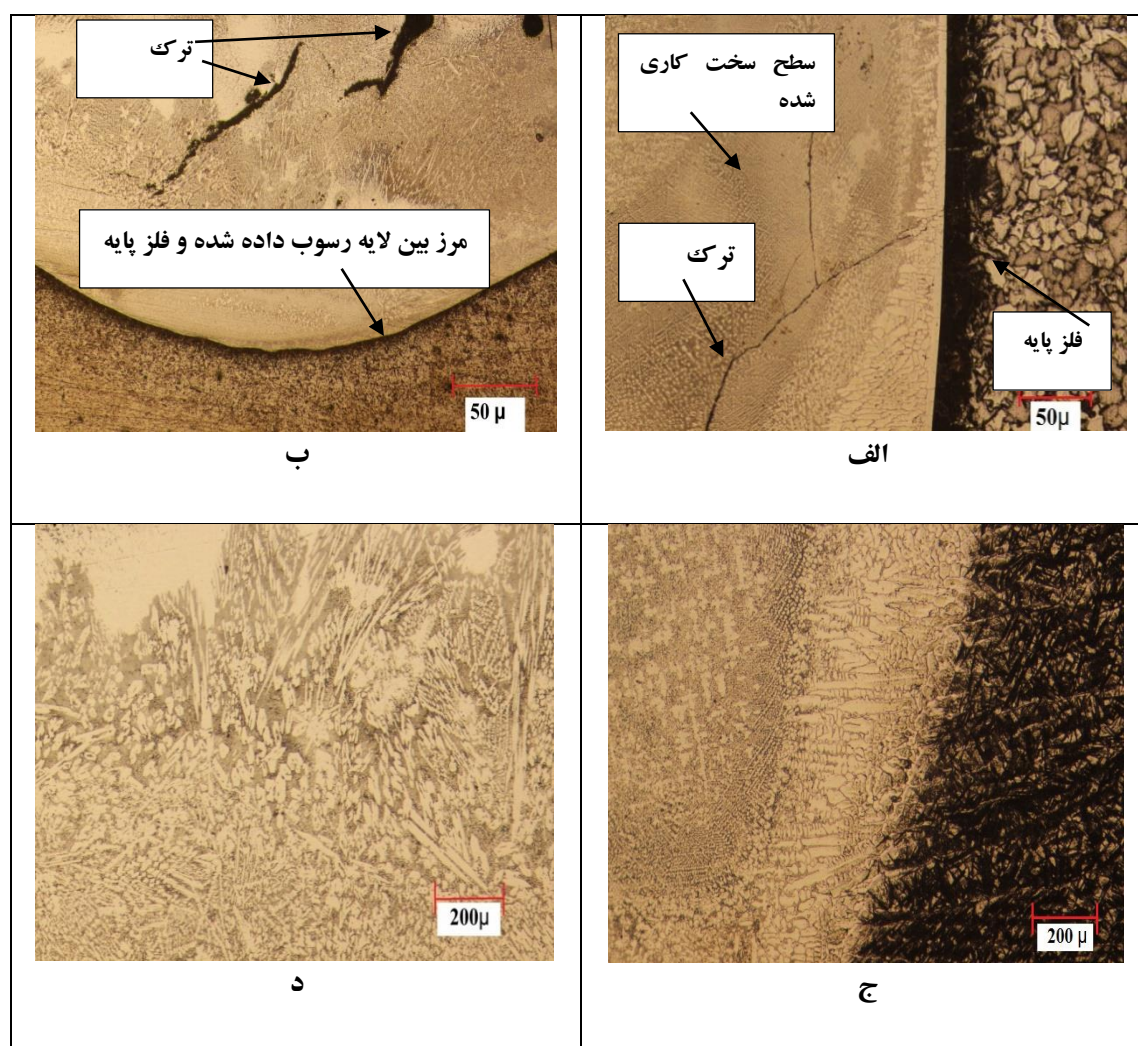 سطح سخت کاری
شده
ترک
فلز پایه
50µ
الف
ترک
مرز بین لایه رسوب داده شده و فلز پایه
50 µ
ب
200 µ
ج
200µ
د